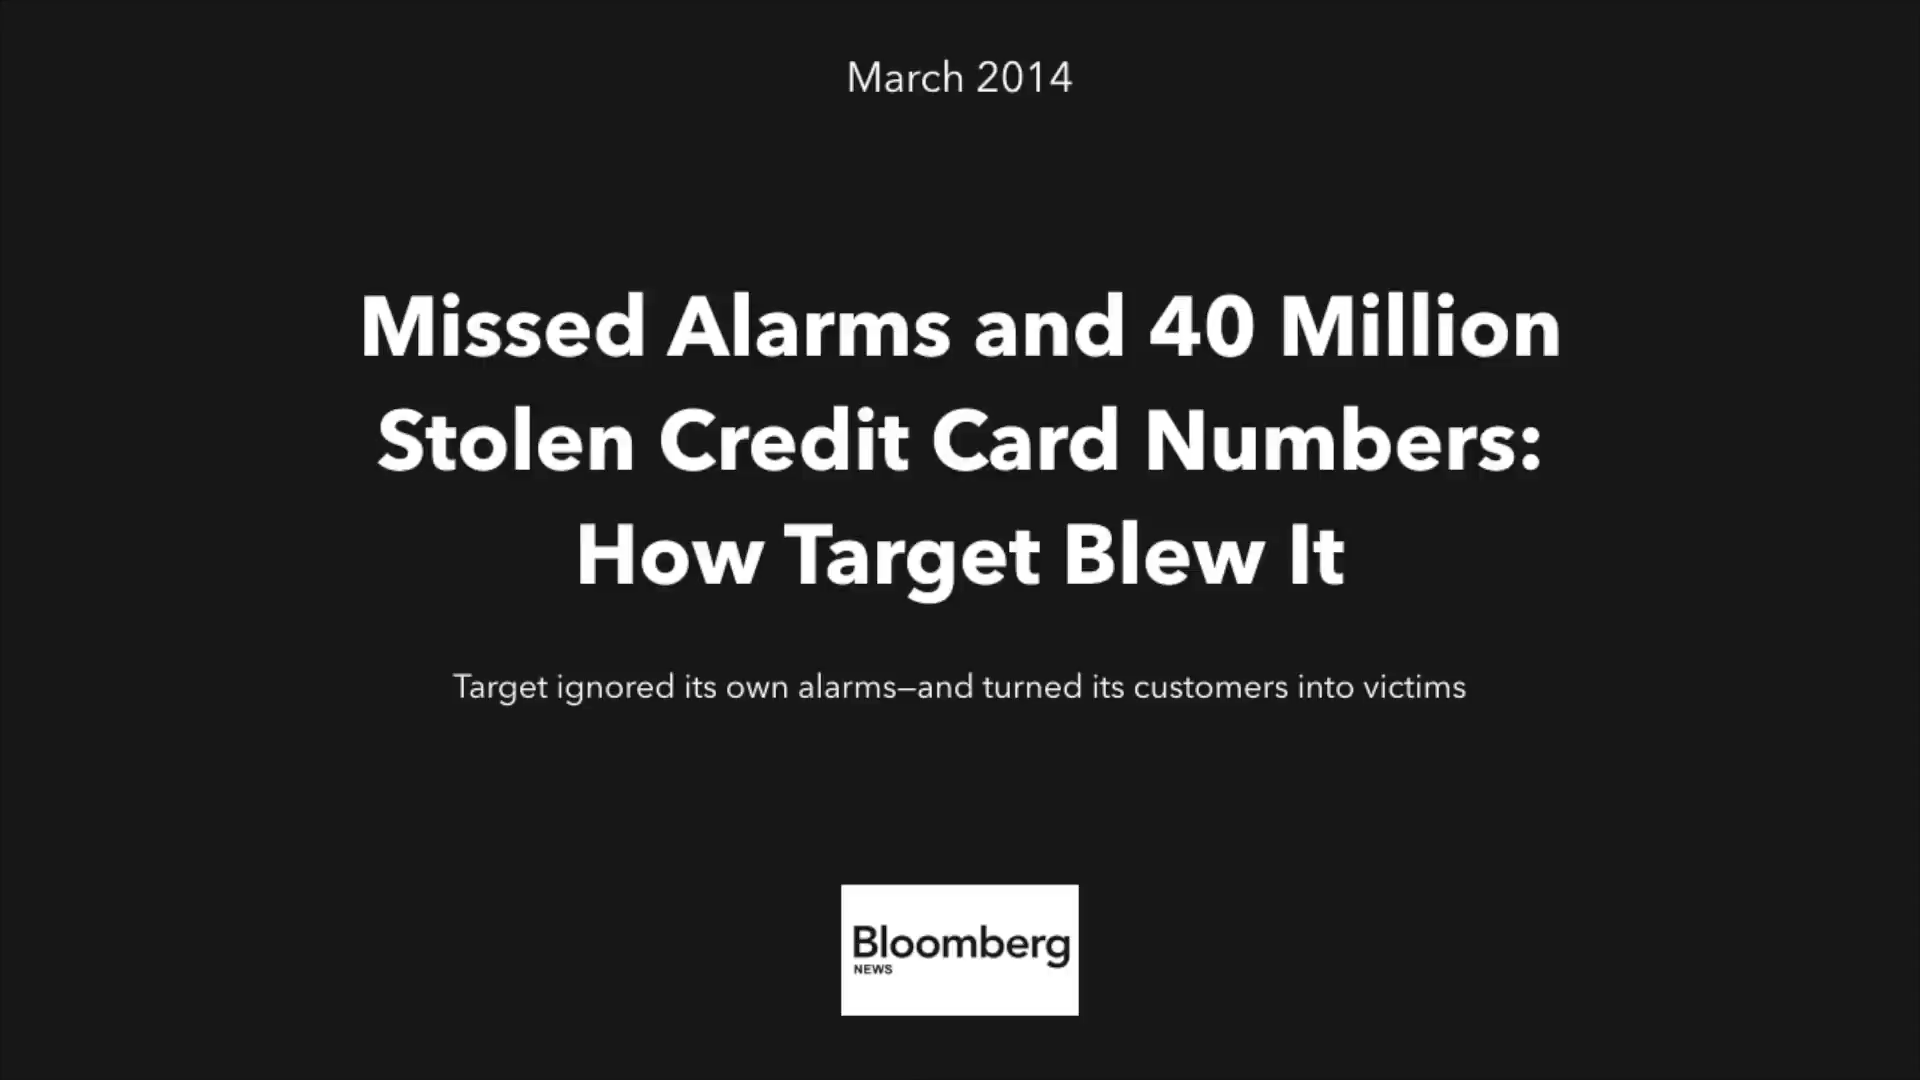 March 2014
Missed Alarms and 40 Million
Stolen Credit Card Numbers:
How Target Blew It
Target ignored its own alarms—and turned its customers into victims
Bloomberg
NEWS